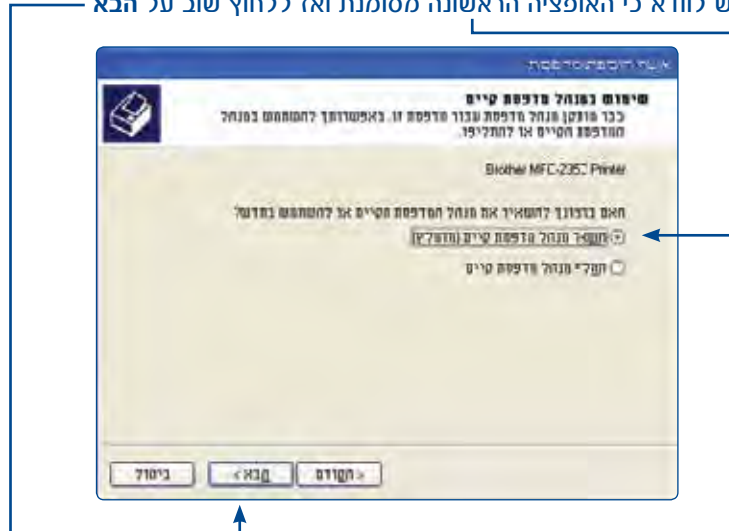 ש לוודא כי האופציה הראשונה מסומנת ואז ללחוץ שוב על הבא
אשף הוספת מדפסת
שימוש במנהל מדפסת קיים
כבר מותקן מנהל מדפסת עבור מדפסת זו. באפשרותך להשתמש במנהל
המדפסת הקיים או להחליפו.
Brother MFC-235C Printer
האם ברצונך להשאיר את מנהל המדפסת הקיים או להשתמש בחדש?
השאר מנהל מדפסת קיים (מומלץ)
החלף מנהל מדפסת קיים
< הקודם
הבא >
ביטול